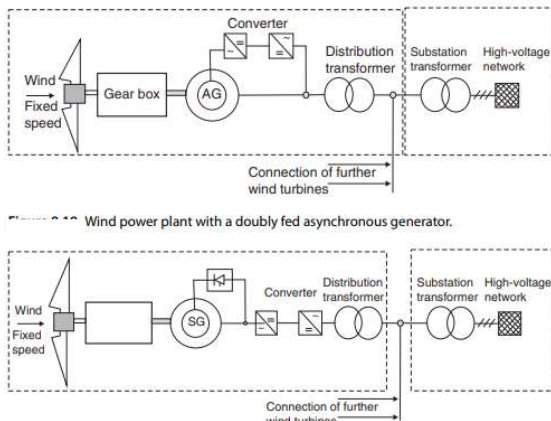 Converter
Distribution
transformer
Substation
transformer
High-voltage
network
Wind
Fixed
speed
Gear box
AG
Connection of further
wind turbines
Wind power plant with a doubly fed asynchronous generator.
Wind
Fixed
speed
SG
Converter
Distribution
transformer
Substation
transformer
High-voltage
network
Connection of further
wind turbines